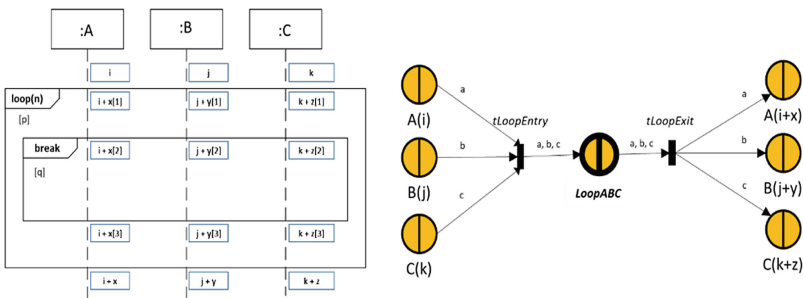 :A :B :C
i j k
loop(n) i + x[1] j + y[1] k + z[1]
[p]
break i + x[2] j + y[2] k + z[2]
[q]
i + x[3] j + y[3] k + z[3]
i + x j + y k + z
a
A(i)
tLoopEntry
b
B(j)
a, b, c
c
C(k)
LoopABC
a, b, c
tLoopExit
a
A(i+x)
b
B(j+y)
c
C(k+z)